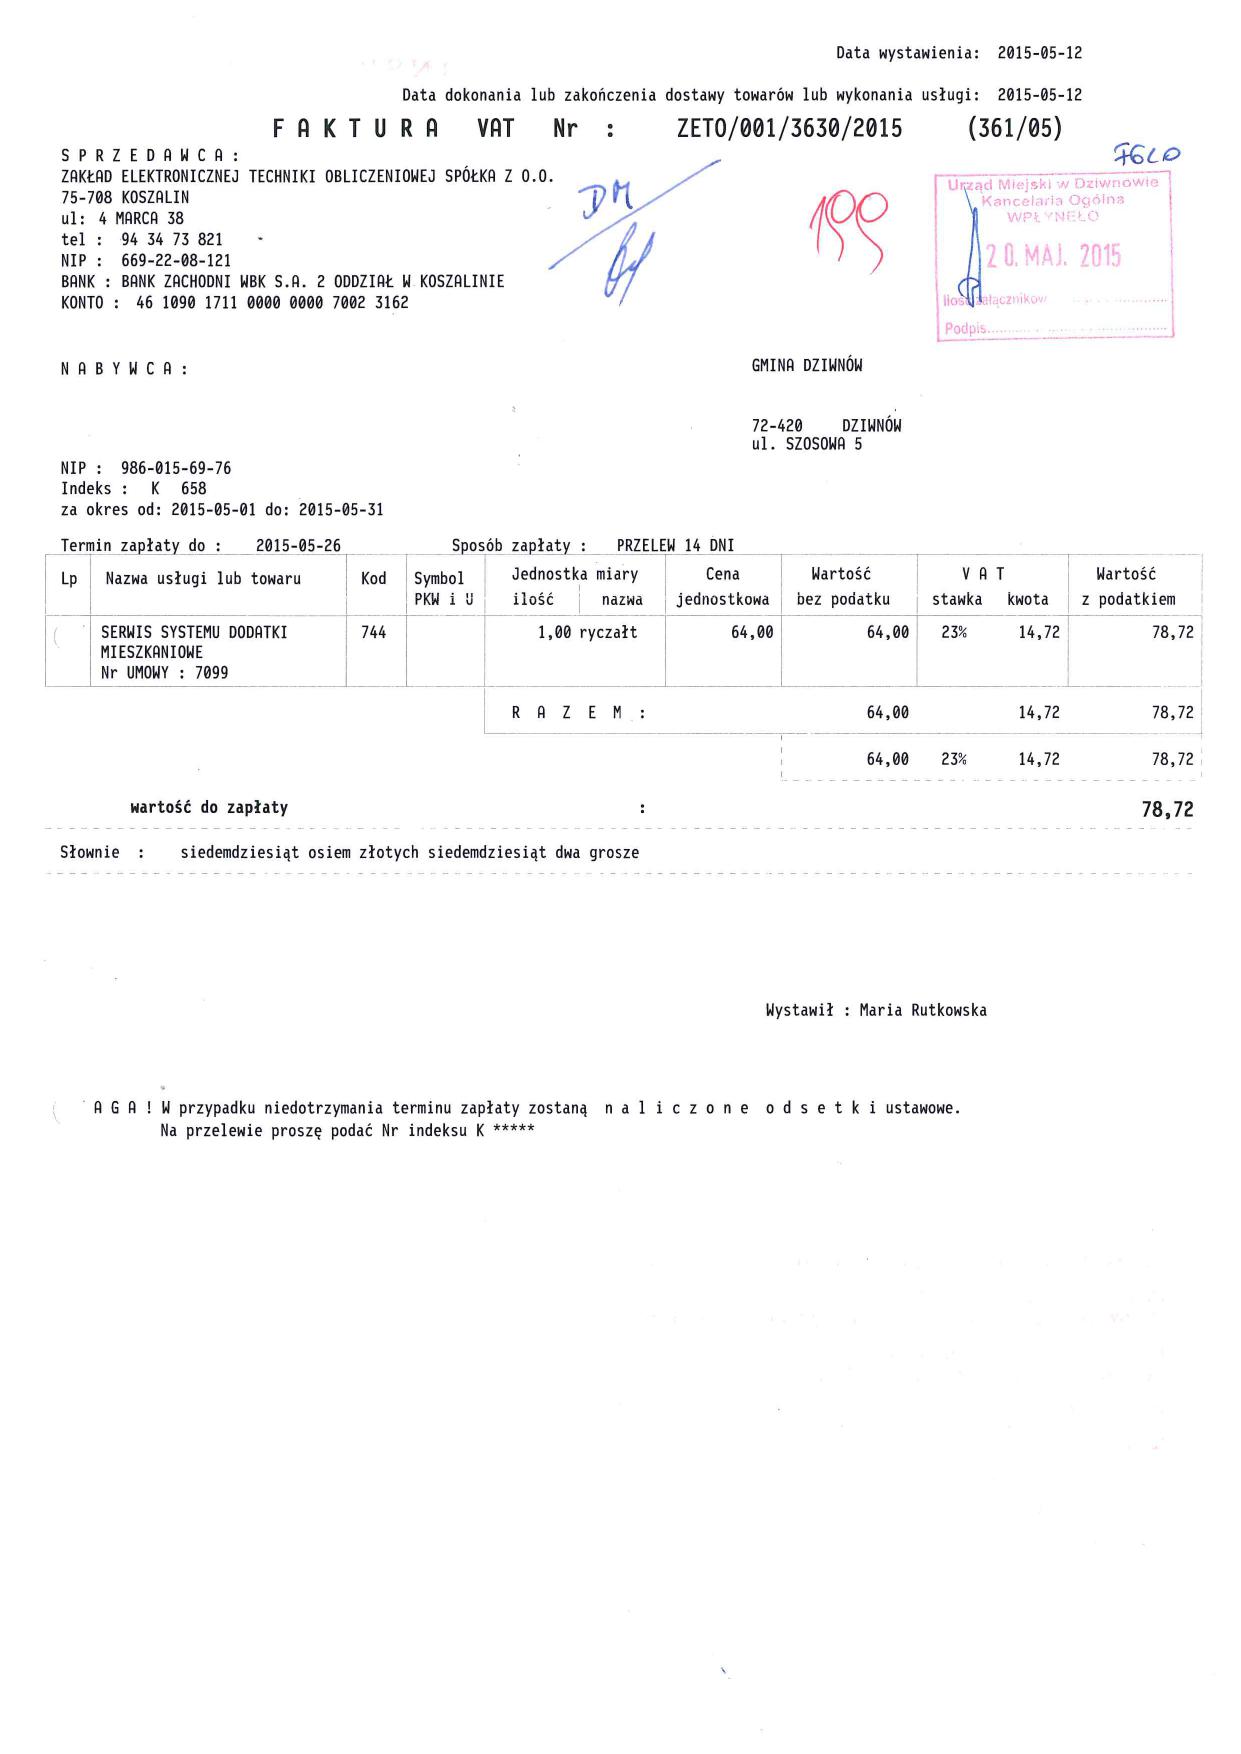 Data wystawienia: 2015-05-12
Data dokonania lub zakończenia dostawy towarów lub wykonania usługi: 2015-05-12
F A K T U R A VAT Nr : ZETO/001/3630/2015 (361/05)
S P R Z E D A W C A :
ZAKŁAD ELEKTRONICZNEJ TECHNIKI OBLICZENIOWEJ SPÓŁKA Z O.O.
75-708 KOSZALIN
ul: 4 MARCA 38
tel : 94 34 73 821
NIP : 669-22-08-121
BANK : BANK ZACHODNI WBK S.A. 2 ODDZIAŁ W KOSZALINIE
KONTO : 46 1090 1711 0000 0000 7002 3162
DM
199
Urząd Miejski w Dziwnowie
Kancelaria Ogólna
WPŁYNĘŁO
20. MAJ. 2015
Ilość załączników
Podpis
N A B Y W C A :
GMINA DZIWNÓW
72-420 DZIWNÓW
ul. SZOSOWA 5
NIP : 986-015-69-76
Indeks : K 658
za okres od: 2015-05-01 do: 2015-05-31
Termin zapłaty do : 2015-05-26 Sposób zapłaty : PRZELEW 14 DNI
Lp Nazwa usługi lub towaru Kod Symbol Jednostka miary Cena Wartość V A T Wartość
PKW i U ilość nazwa jednostkowa bez podatku stawka kwota z podatkiem
SERWIS SYSTEMU DODATKI 744 1,00 ryczałt 64,00 64,00 23% 14,72 78,72
MIESZKANIOWE
Nr UMOWY : 7099
R A Z E M : 64,00 14,72 78,72
64,00 23% 14,72 78,72
wartość do zapłaty : 78,72
Słownie : siedemdziesiąt osiem złotych siedemdziesiąt dwa grosze
Wystawił : Maria Rutkowska
A G A ! W przypadku niedotrzymania terminu zapłaty zostaną n a l i c z o n e o d s e t k i ustawowe.
Na przelewie proszę podać Nr indeksu K *****